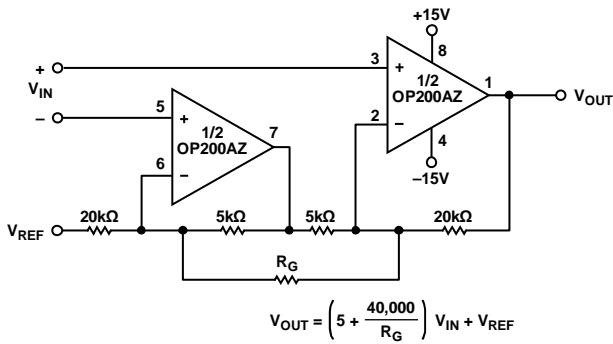 +15V
8
+
V_IN
–
3
+
1/2
OP200AZ
1
V_OUT
2
–
4
–15V
5
+
1/2
OP200AZ
7
6
–
V_REF
20kΩ
5kΩ
5kΩ
20kΩ
R_G
V_OUT = (5 + 40,000/R_G) V_IN + V_REF